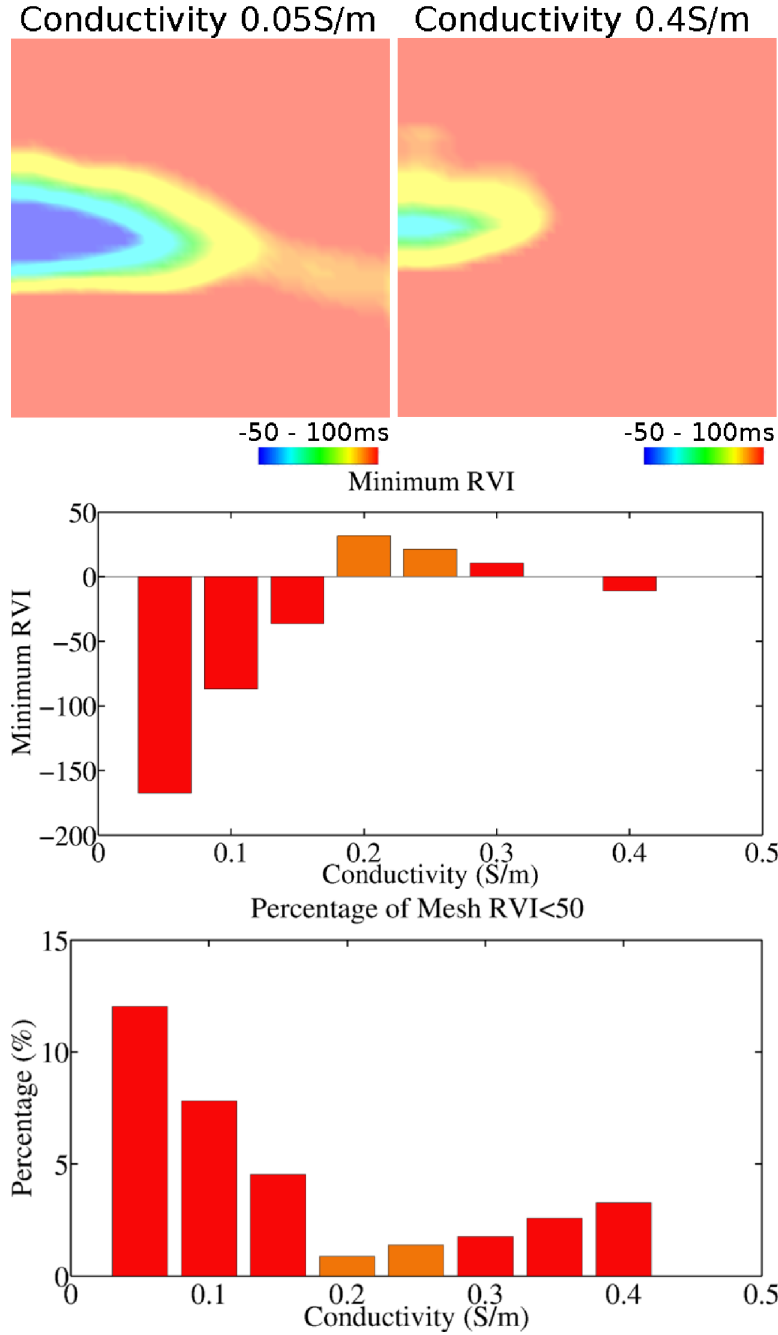 Conductivity 0.05S/m Conductivity 0.4S/m
-50 - 100ms -50 - 100ms
Minimum RVI
50
0
−50
−100
−150
−200
Minimum RVI
0 0.1 0.2 0.3 0.4 0.5
Conductivity (S/m)
Percentage of Mesh RVI<50
15
10
5
0
Percentage (%)
0 0.1 0.2 0.3 0.4 0.5
Conductivity (S/m)